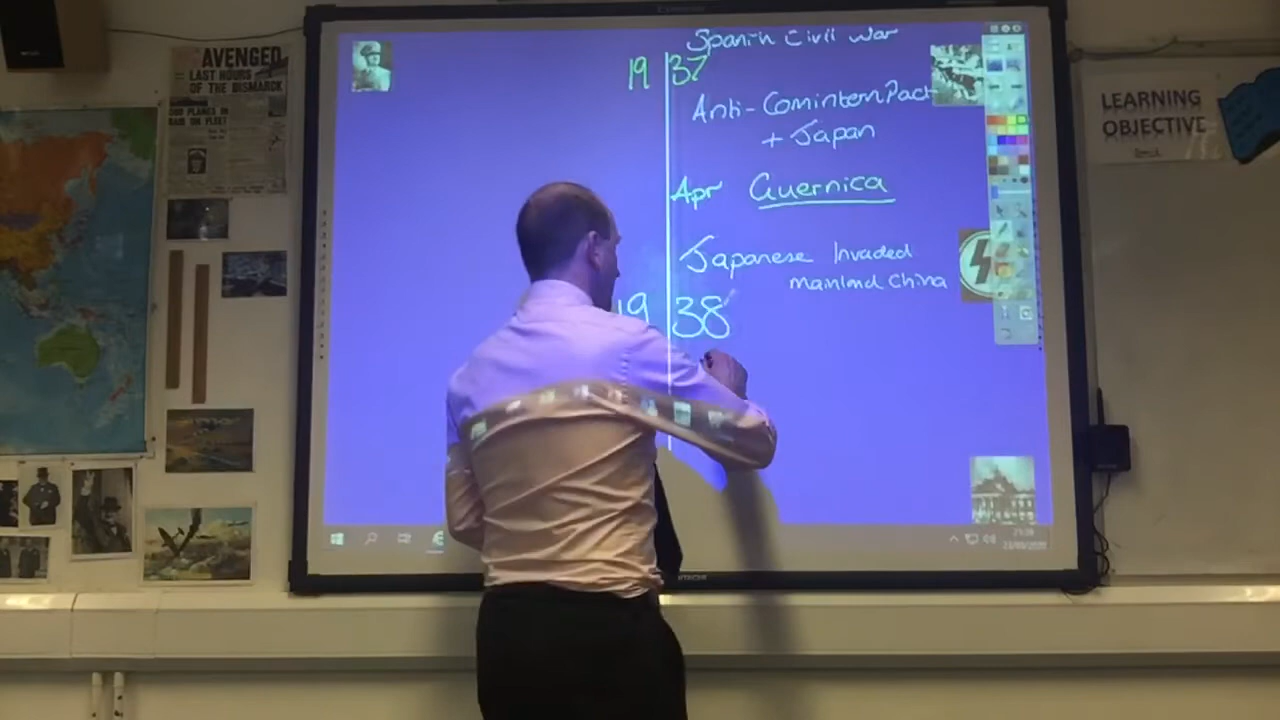 AVENGED
LAST HOURS
OF THE BISMARCK
Spanish Civil War
19 37
Anti-Comintern Pact
+ Japan
Apr Guernica
Japanese Invaded
mainland China
19 38
LEARNING
OBJECTIVE
HITACHI